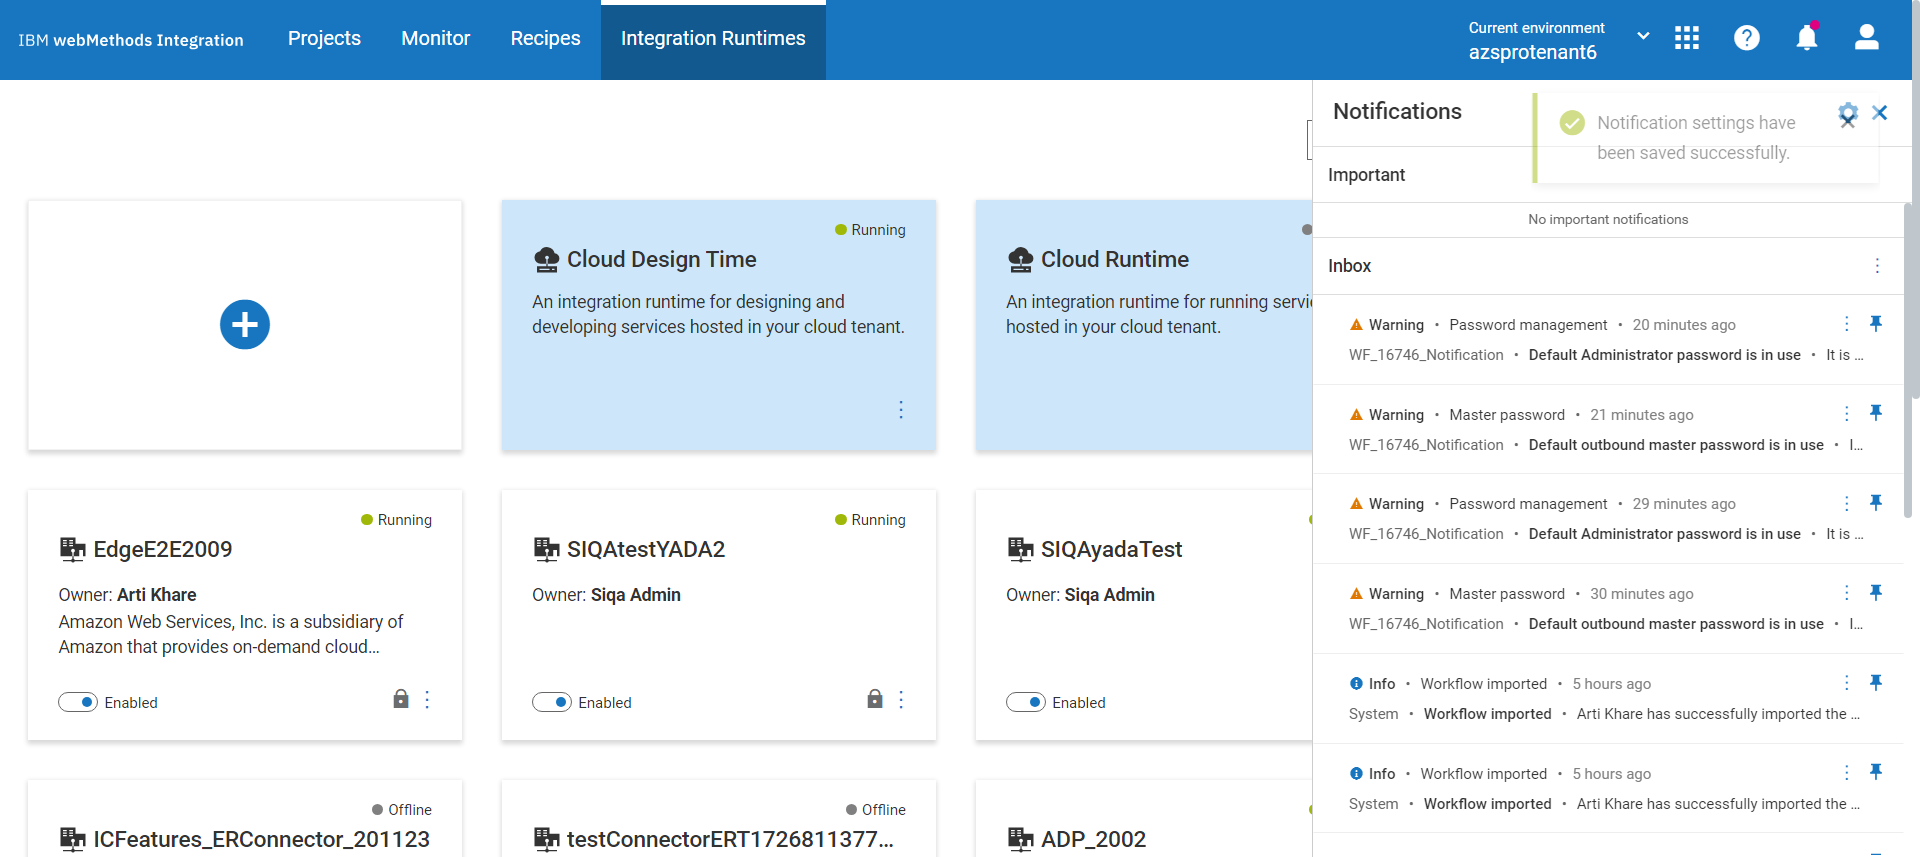 IBM webMethods Integration
Projects
Monitor
Recipes
Integration Runtimes
Current environment
azsprotenant6
Running
Cloud Design Time
An integration runtime for designing and
developing services hosted in your cloud tenant.
Cloud Runtime
An integration runtime for running servi
hosted in your cloud tenant.
Running
EdgeE2E2009
Owner: Arti Khare
Amazon Web Services, Inc. is a subsidiary of
Amazon that provides on-demand cloud...
Enabled
Running
SIQAtestYADA2
Owner: Siqa Admin
Enabled
SIQAyadaTest
Owner: Siqa Admin
Enabled
Offline
ICFeatures_ERConnector_201123
Offline
testConnectorERT1726811377...
ADP_2002
Notifications
Notification settings have
been saved successfully.
Important
No important notifications
Inbox
Warning • Password management • 20 minutes ago
WF_16746_Notification • Default Administrator password is in use • It is ...
Warning • Master password • 21 minutes ago
WF_16746_Notification • Default outbound master password is in use • I...
Warning • Password management • 29 minutes ago
WF_16746_Notification • Default Administrator password is in use • It is ...
Warning • Master password • 30 minutes ago
WF_16746_Notification • Default outbound master password is in use • I...
Info • Workflow imported • 5 hours ago
System • Workflow imported • Arti Khare has successfully imported the ...
Info • Workflow imported • 5 hours ago
System • Workflow imported • Arti Khare has successfully imported the ...